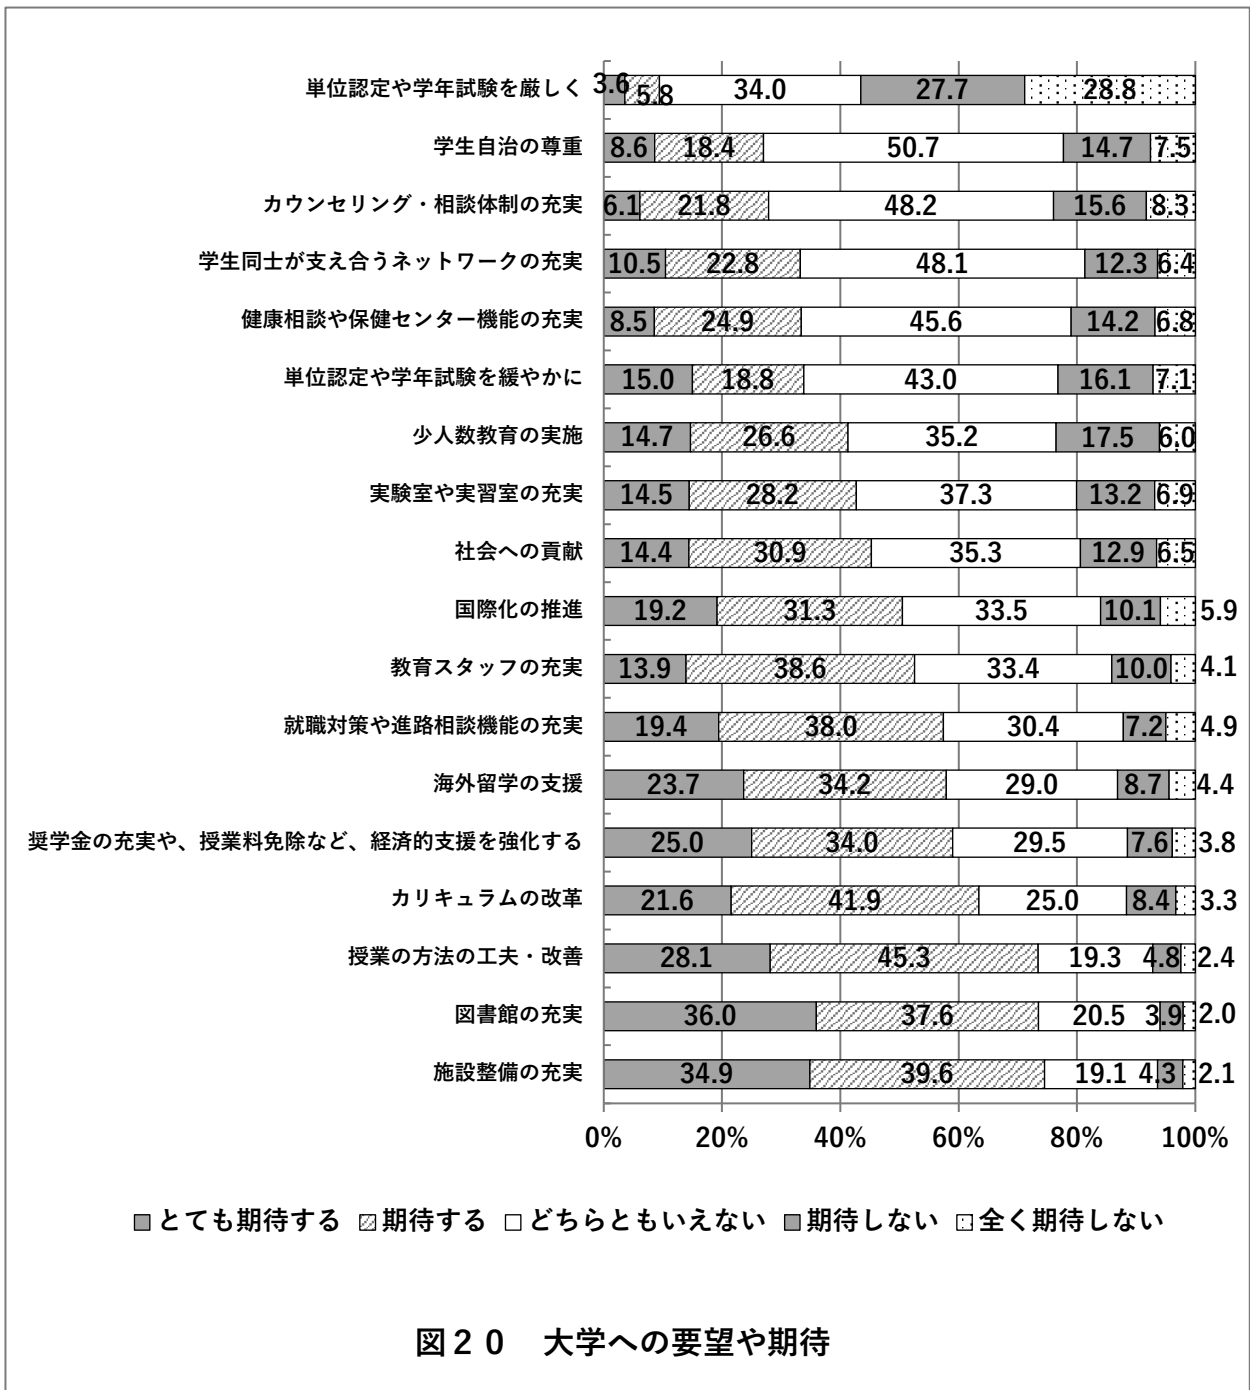 単位認定や学年試験を厳しく 3.6 5.8 34.0 27.7 28.8
学生自治の尊重 8.6 18.4 50.7 14.7 7.5
カウンセリング・相談体制の充実 6.1 21.8 48.2 15.6 8.3
学生同士が支え合うネットワークの充実 10.5 22.8 48.1 12.3 6.4
健康相談や保健センター機能の充実 8.5 24.9 45.6 14.2 6.8
単位認定や学年試験を緩やかに 15.0 18.8 43.0 16.1 7.1
少人数教育の実施 14.7 26.6 35.2 17.5 6.0
実験室や実習室の充実 14.5 28.2 37.3 13.2 6.9
社会への貢献 14.4 30.9 35.3 12.9 6.5
国際化の推進 19.2 31.3 33.5 10.1 5.9
教育スタッフの充実 13.9 38.6 33.4 10.0 4.1
就職対策や進路相談機能の充実 19.4 38.0 30.4 7.2 4.9
海外留学の支援 23.7 34.2 29.0 8.7 4.4
奨学金の充実や、授業料免除など、経済的支援を強化する 25.0 34.0 29.5 7.6 3.8
カリキュラムの改革 21.6 41.9 25.0 8.4 3.3
授業の方法の工夫・改善 28.1 45.3 19.3 4.8 2.4
図書館の充実 36.0 37.6 20.5 3.9 2.0
施設整備の充実 34.9 39.6 19.1 4.3 2.1
0% 20% 40% 60% 80% 100%
とても期待する 期待する どちらともいえない 期待しない 全く期待しない
図２０　大学への要望や期待